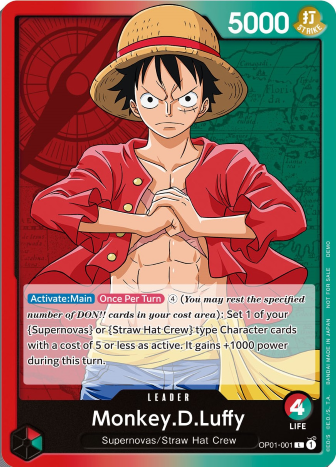 5000
打
STRIKE
Activate:Main Once Per Turn ④ (You may rest the specified
number of DON!! cards in your cost area): Set 1 of your
{Supernovas} or {Straw Hat Crew} type Character cards
with a cost of 5 or less as active. It gains +1000 power
during this turn.
LEADER
Monkey.D.Luffy
Supernovas/Straw Hat Crew
4
LIFE
OP01-001 L 1
BANDAI MADE IN JAPAN NOT FOR SALE DEMO